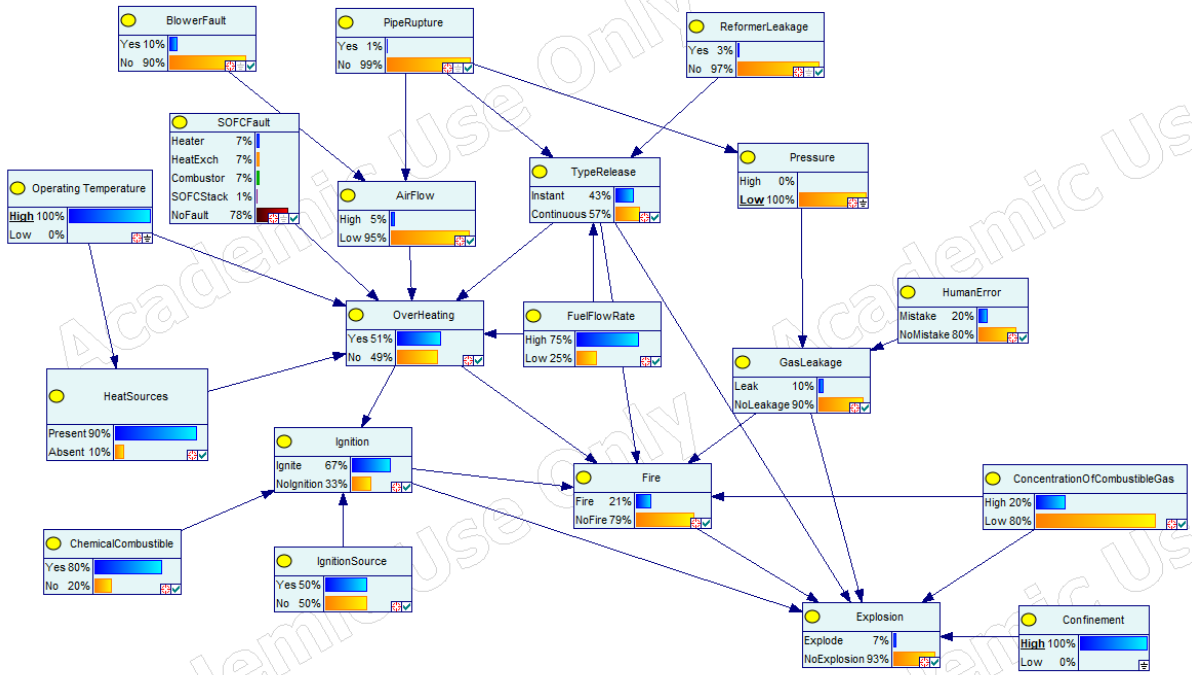 BlowerFault
Yes 10%
No 90%
PipeRupture
Yes 1%
No 99%
ReformerLeakage
Yes 3%
No 97%
SOFCFault
Heater 7%
HeatExch 7%
Combustor 7%
SOFCStack 1%
NoFault 78%
Operating Temperature
High 100%
Low 0%
AirFlow
High 5%
Low 95%
TypeRelease
Instant 43%
Continuous 57%
Pressure
High 0%
Low 100%
OverHeating
Yes 51%
No 49%
FuelFlowRate
High 75%
Low 25%
HumanError
Mistake 20%
NoMistake 80%
HeatSources
Present 90%
Absent 10%
GasLeakage
Leak 10%
NoLeakage 90%
Ignition
Ignite 67%
NoIgnition 33%
Fire
Fire 21%
NoFire 79%
ConcentrationOfCombustibleGas
High 20%
Low 80%
ChemicalCombustible
Yes 80%
No 20%
IgnitionSource
Yes 50%
No 50%
Explosion
Explode 7%
NoExplosion 93%
Confinement
High 100%
Low 0%
Academic Use Only
Academic Use Only
Academic Use